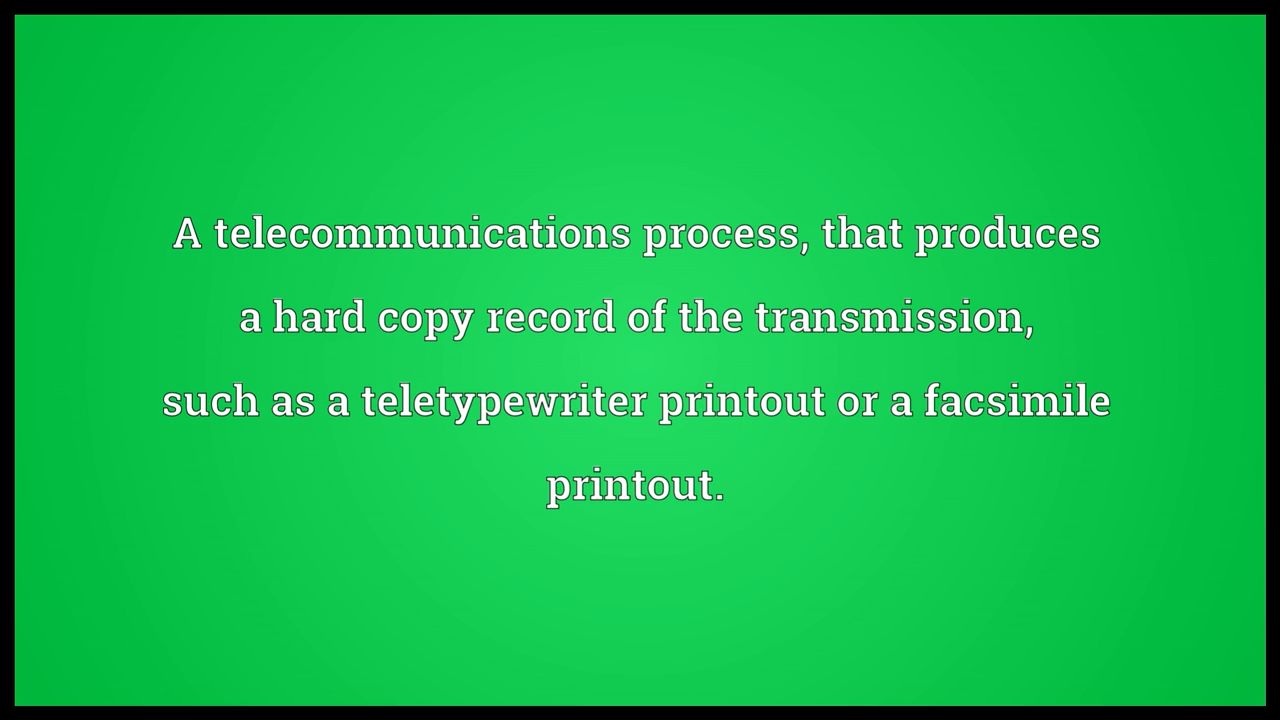 A telecommunications process, that produces
a hard copy record of the transmission,
such as a teletypewriter printout or a facsimile
printout.